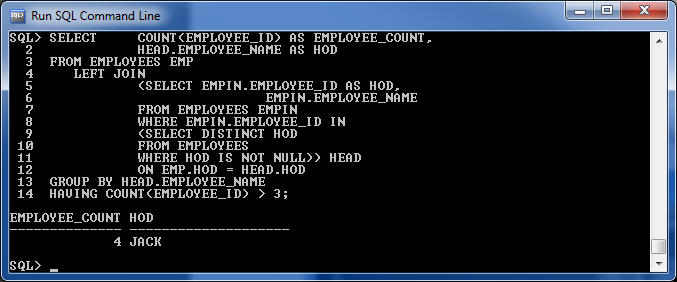 Run SQL Command Line
SQL> SELECT COUNT(EMPLOYEE_ID) AS EMPLOYEE_COUNT,
2 HEAD.EMPLOYEE_NAME AS HOD
3 FROM EMPLOYEES EMP
4 LEFT JOIN
5 (SELECT EMPIN.EMPLOYEE_ID AS HOD,
6 EMPIN.EMPLOYEE_NAME
7 FROM EMPLOYEES EMPIN
8 WHERE EMPIN.EMPLOYEE_ID IN
9 (SELECT DISTINCT HOD
10 FROM EMPLOYEES
11 WHERE HOD IS NOT NULL)) HEAD
12 ON EMP.HOD = HEAD.HOD
13 GROUP BY HEAD.EMPLOYEE_NAME
14 HAVING COUNT(EMPLOYEE_ID) > 3;
EMPLOYEE_COUNT HOD
-------------- --------------------
4 JACK
SQL> _